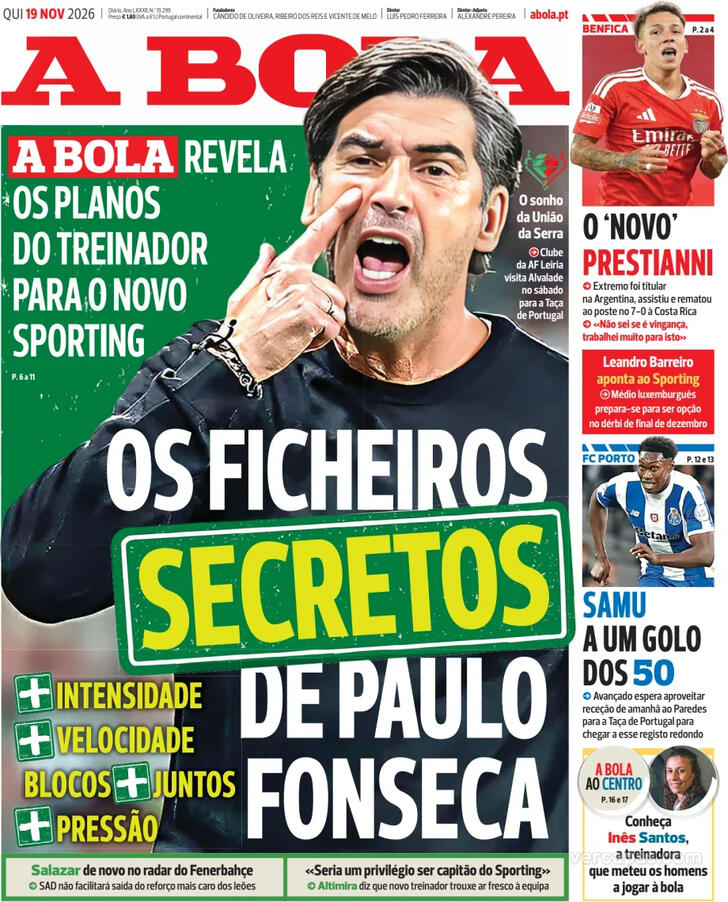 QUI 19 NOV 2026
Diário, Ano LXXXII, N.º 19.299
Preço: € 1,80 (IVA a 6%) Portugal continental
Fundadores
CÂNDIDO DE OLIVEIRA, RIBEIRO DOS REIS E VICENTE DE MELO
Diretor
LUIS PEDRO FERREIRA
Diretor-Adjunto
ALEXANDRE PEREIRA
abola.pt
A BOLA
A BOLA REVELA
OS PLANOS
DO TREINADOR
PARA O NOVO
SPORTING
P. 6 a 11
O sonho
da União
da Serra
Clube
da AF Leiria
visita Alvalade
no sábado
para a Taça
de Portugal
OS FICHEIROS
SECRETOS
DE PAULO
FONSECA
+ INTENSIDADE
+ VELOCIDADE
BLOCOS + JUNTOS
+ PRESSÃO
Salazar de novo no radar do Fenerbahçe
SAD não facilitará saída do reforço mais caro dos leões
«Seria um privilégio ser capitão do Sporting»
Altimira diz que novo treinador trouxe ar fresco à equipa
BENFICA
P. 2 a 4
Emirates
BETTER
O ‘NOVO’
PRESTIANNI
Extremo foi titular
na Argentina, assistiu e rematou
ao poste no 7-0 à Costa Rica
«Não sei se é vingança,
trabalhei muito para isto»
Leandro Barreiro
aponta ao Sporting
Médio luxemburguês
prepara-se para ser opção
no dérbi de final de dezembro
FC PORTO
P. 12 e 13
Betano
SAMU
A UM GOLO
DOS 50
Avançado espera aproveitar
receção de amanhã ao Paredes
para a Taça de Portugal para
chegar a esse registo redondo
A BOLA
AO CENTRO
P. 16 e 17
Conheça
Inês Santos,
a treinadora
que meteu os homens
a jogar à bola